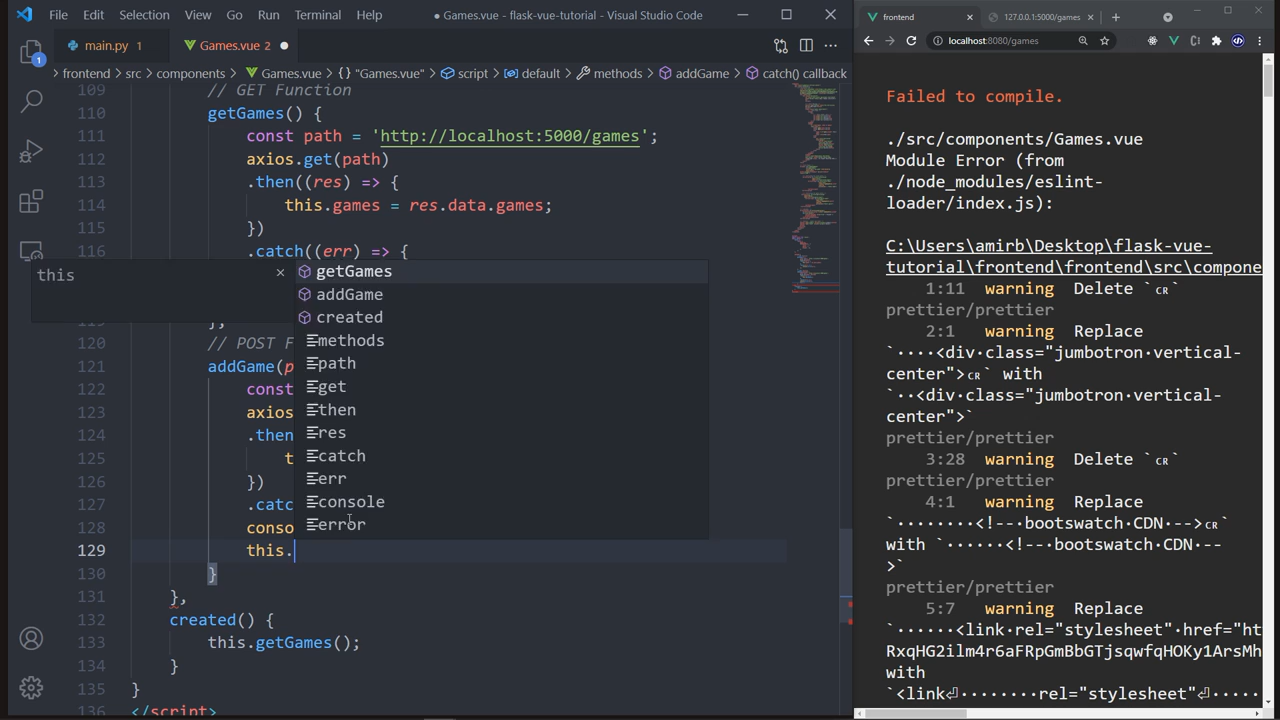 File Edit Selection View Go Run Terminal Help ● Games.vue - flask-vue-tutorial - Visual Studio Code
main.py 1 Games.vue 2
frontend > src > components > Games.vue > {} "Games.vue" > script > default > methods > addGame > catch() callback
109 // GET Function
110 getGames() {
111 const path = 'http://localhost:5000/games';
112 axios.get(path)
113 .then((res) => {
114 this.games = res.data.games;
115 })
116 .catch((err) => {
this
getGames
addGame
created
methods
path
get
then
res
catch
err
console
error
},
120 // POST F
121 addGame(p
122 const
123 axios
124 .then
125 t
126 })
127 .catc
128 conso
129 this.
130 }
131 },
132 created() {
133 this.getGames();
134 }
135 }
136 </script>
1
frontend
127.0.0.1:5000/games
localhost:8080/games
Failed to compile.
./src/components/Games.vue
Module Error (from
./node_modules/eslint-
loader/index.js):
C:\Users\amirb\Desktop\flask-vue-
tutorial\frontend\frontend\src\compone
1:11 warning Delete `␍`
prettier/prettier
2:1 warning Replace
`····<div·class="jumbotron·vertical-
center">␍` with
`··<div·class="jumbotron·vertical-
center">`
prettier/prettier
3:28 warning Delete `␍`
prettier/prettier
4:1 warning Replace
`········<!--·bootswatch·CDN·-->␍`
with `······<!--·bootswatch·CDN·--
>`
prettier/prettier
5:7 warning Replace
`······<link·rel="stylesheet"·href="ht
RxqHG2ilm4r6aFRpGmBbGTjsqwfqHOKy1ArsMh
with
`<link⏎········rel="stylesheet"⏎·····